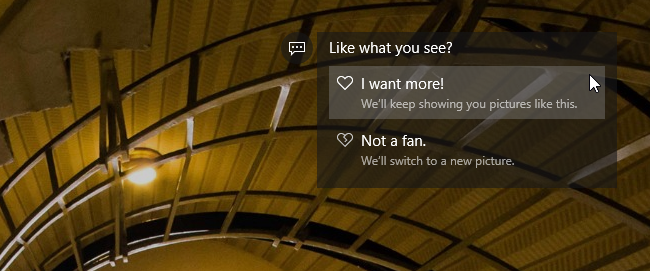 Like what you see?
I want more!
We'll keep showing you pictures like this.
Not a fan.
We'll switch to a new picture.